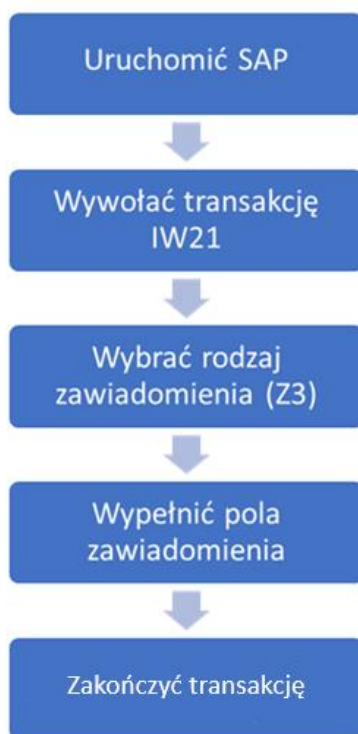 Uruchomić SAP
Wywołać transakcję
IW21
Wybrać rodzaj
zawiadomienia (Z3)
Wypełnić pola
zawiadomienia
Zakończyć transakcję